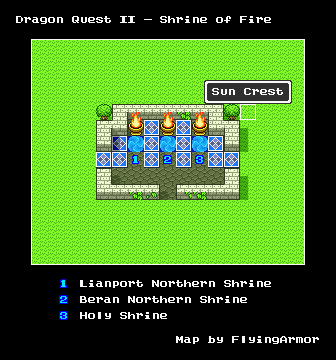 Dragon Quest II – Shrine of Fire
Sun Crest
1 2 3
1 Lianport Northern Shrine
2 Beran Northern Shrine
3 Holy Shrine
Map by FlyingArmor